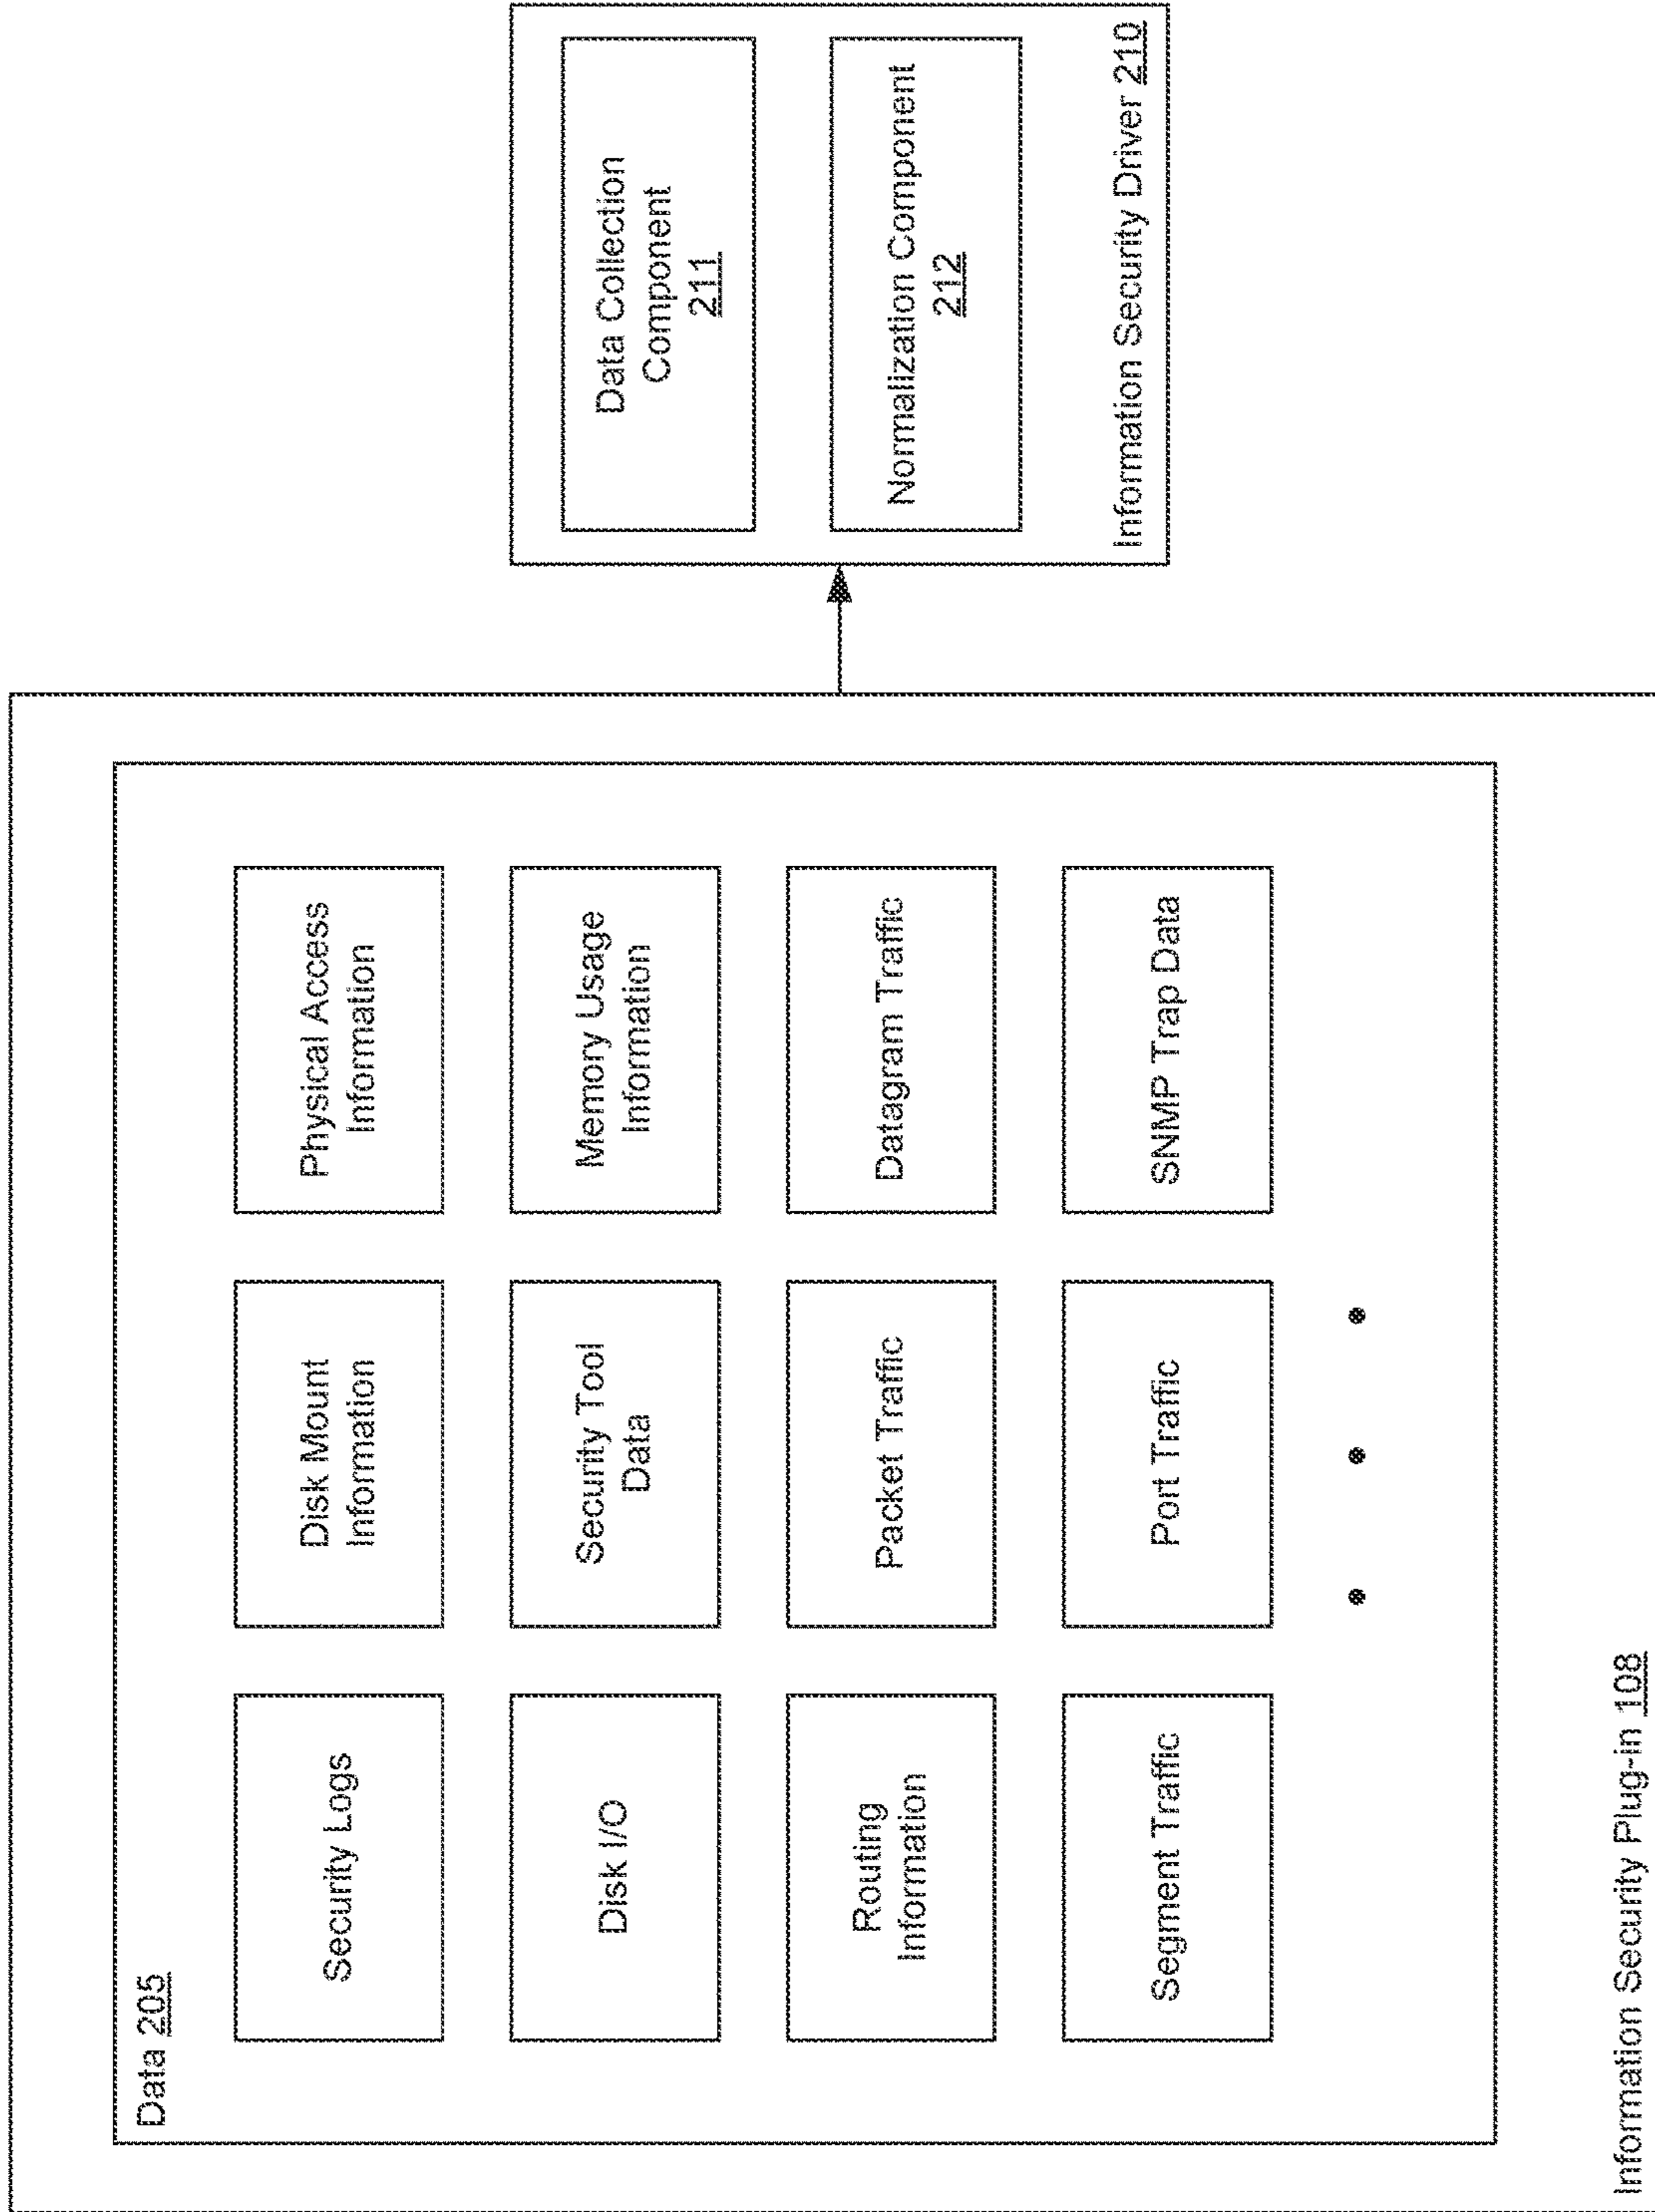 Data 205
Security Logs
Disk Mount
Information
Physical Access
Information
Disk I/O
Security Tool
Data
Memory Usage
Information
Routing
Information
Packet Traffic
Datagram Traffic
Segment Traffic
Port Traffic
SNMP Trap Data
Information Security Plug-in 108
Data Collection
Component
211
Normalization Component
212
Information Security Driver 210